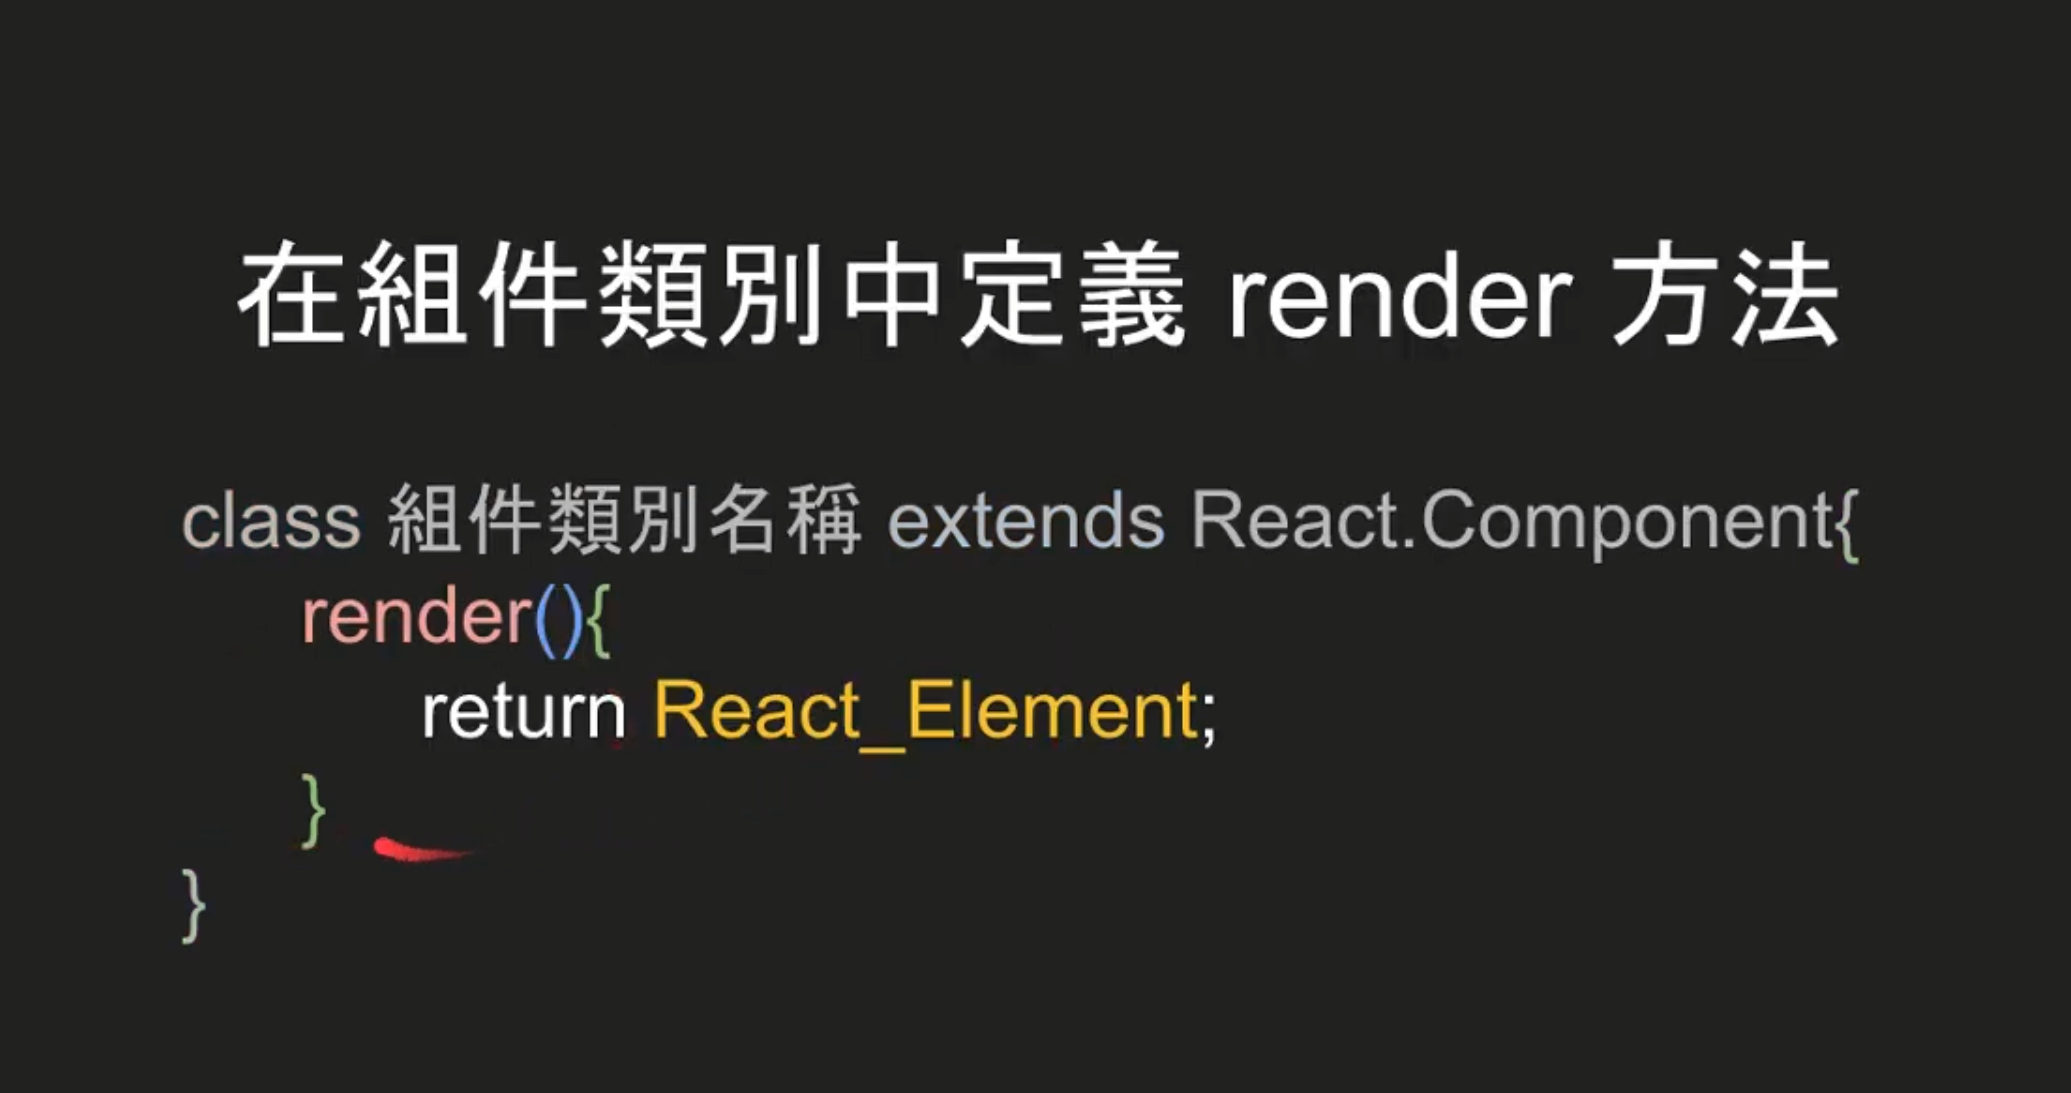 在組件類別中定義 render 方法
class 組件類別名稱 extends React.Component{
render(){
return React_Element;
}
}